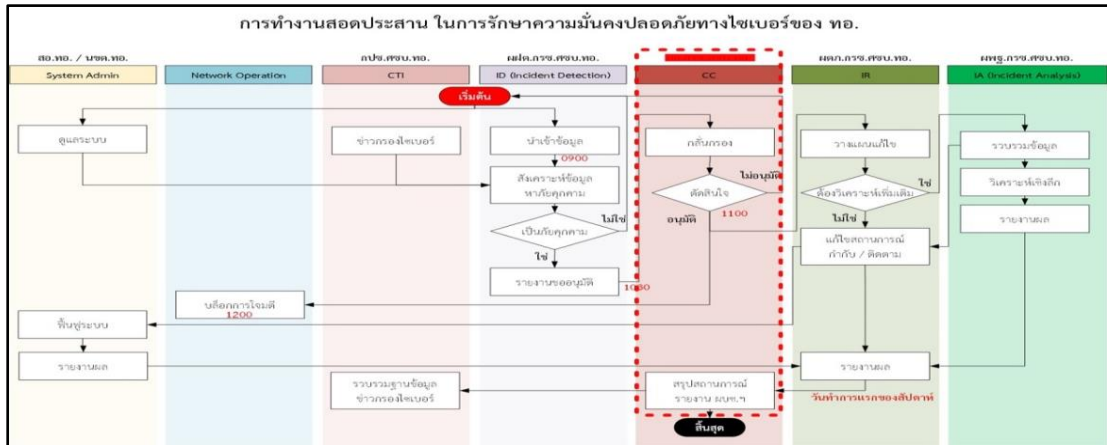 การทำงานสอดประสาน ในการรักษาความมั่นคงปลอดภัยทางไซเบอร์ของ ทอ.
สอ.ทอ. / นขต.ทอ.
กปซ.ศซบ.ทอ.
ผฝต.กรซ.ศซบ.ทอ.
ผตภ.กรซ.ศซบ.ทอ.
ผพฐ.กรซ.ศซบ.ทอ.
System Admin
Network Operation
CTI
ID (Incident Detection)
CC
IR
IA (Incident Analysis)
เริ่มต้น
ดูแลระบบ
ข่าวกรองไซเบอร์
นำเข้าข้อมูล
กลั่นกรอง
วางแผนแก้ไข
รวบรวมข้อมูล
0900
สังเคราะห์ข้อมูล
หาภัยคุกคาม
ไม่อนุมัติ
ตัดสินใจ
ต้องวิเคราะห์เพิ่มเติม
ใช่
วิเคราะห์เชิงลึก
อนุมัติ
1100
ไม่ใช่
เป็นภัยคุกคาม
ไม่ใช่
รายงานผล
ใช่
แก้ไขสถานการณ์
กำกับ / ติดตาม
รายงานขออนุมัติ
บล็อกการโจมตี
1200
ฟื้นฟูระบบ
รายงานผล
รายงานผล
รวบรวมฐานข้อมูล
ข่าวกรองไซเบอร์
สรุปสถานการณ์
รายงาน ผบท.ฯ
วันทำการแรกของสัปดาห์
สิ้นสุด